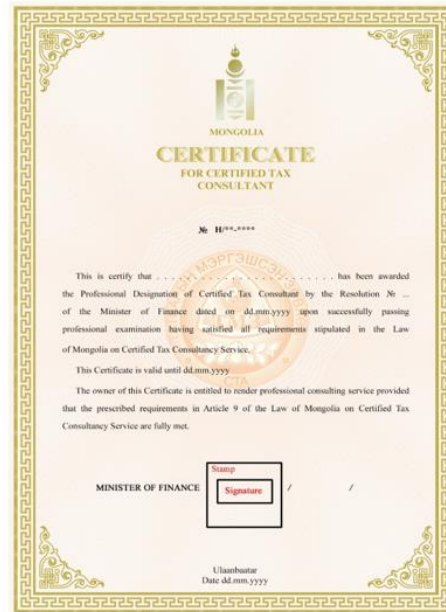 MONGOLIA
CERTIFICATE
FOR CERTIFIED TAX
CONSULTANT
№ H/**-****
This is certify that . . . . . . . . . . . . . . . . . . . . . . . . . . . . . . . has been awarded
the Professional Designation of Certified Tax Consultant by the Resolution № ...
of the Minister of Finance dated on dd.mm.yyyy upon successfully passing
professional examination having satisfied all requirements stipulated in the Law
of Mongolia on Certified Tax Consultancy Service.
This Certificate is valid until dd.mm.yyyy
The owner of this Certificate is entitled to render professional consulting service provided
that the prescribed requirements in Article 9 of the Law of Mongolia on Certified Tax
Consultancy Service are fully met.
Stamp
MINISTER OF FINANCE Signature / /
Ulaanbaatar
Date dd.mm.yyyy
CTA